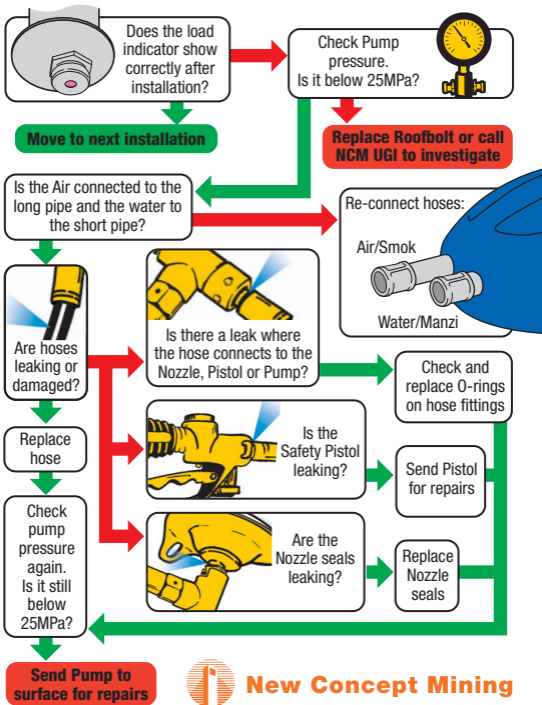 Does the load
indicator show
correctly after
installation?
Check Pump
pressure.
Is it below 25MPa?
Move to next installation
Replace Roofbolt or call
NCM UGI to investigate
Is the Air connected to the
long pipe and the water to
the short pipe?
Re-connect hoses:
Air/Smok
Water/Manzi
Are hoses
leaking or
damaged?
Is there a leak where
the hose connects to the
Nozzle, Pistol or Pump?
Check and
replace O-rings
on hose fittings
Replace
hose
Is the
Safety Pistol
leaking?
Send Pistol
for repairs
Check
pump
pressure
again.
Is it still
below
25MPa?
Are the
Nozzle seals
leaking?
Replace
Nozzle
seals
Send Pump to
surface for repairs
New Concept Mining